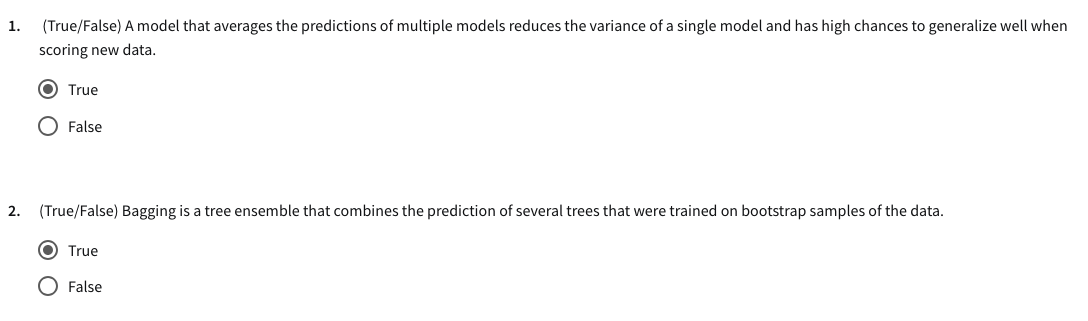 1. (True/False) A model that averages the predictions of multiple models reduces the variance of a single model and has high chances to generalize well when
scoring new data.
True
False
2. (True/False) Bagging is a tree ensemble that combines the prediction of several trees that were trained on bootstrap samples of the data.
True
False